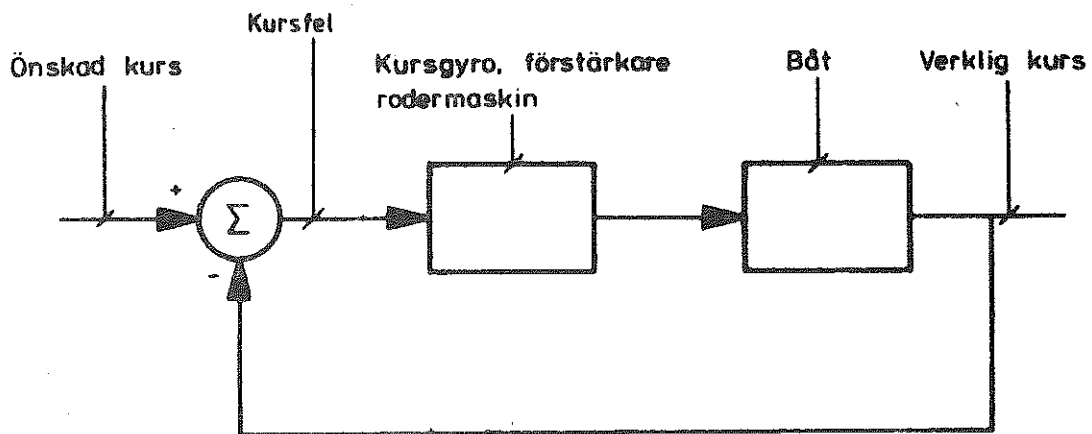 Kursfel
Önskad kurs
Kursgyro, förstärkare
rodermaskin
Båt
Verklig kurs
+
Σ
-